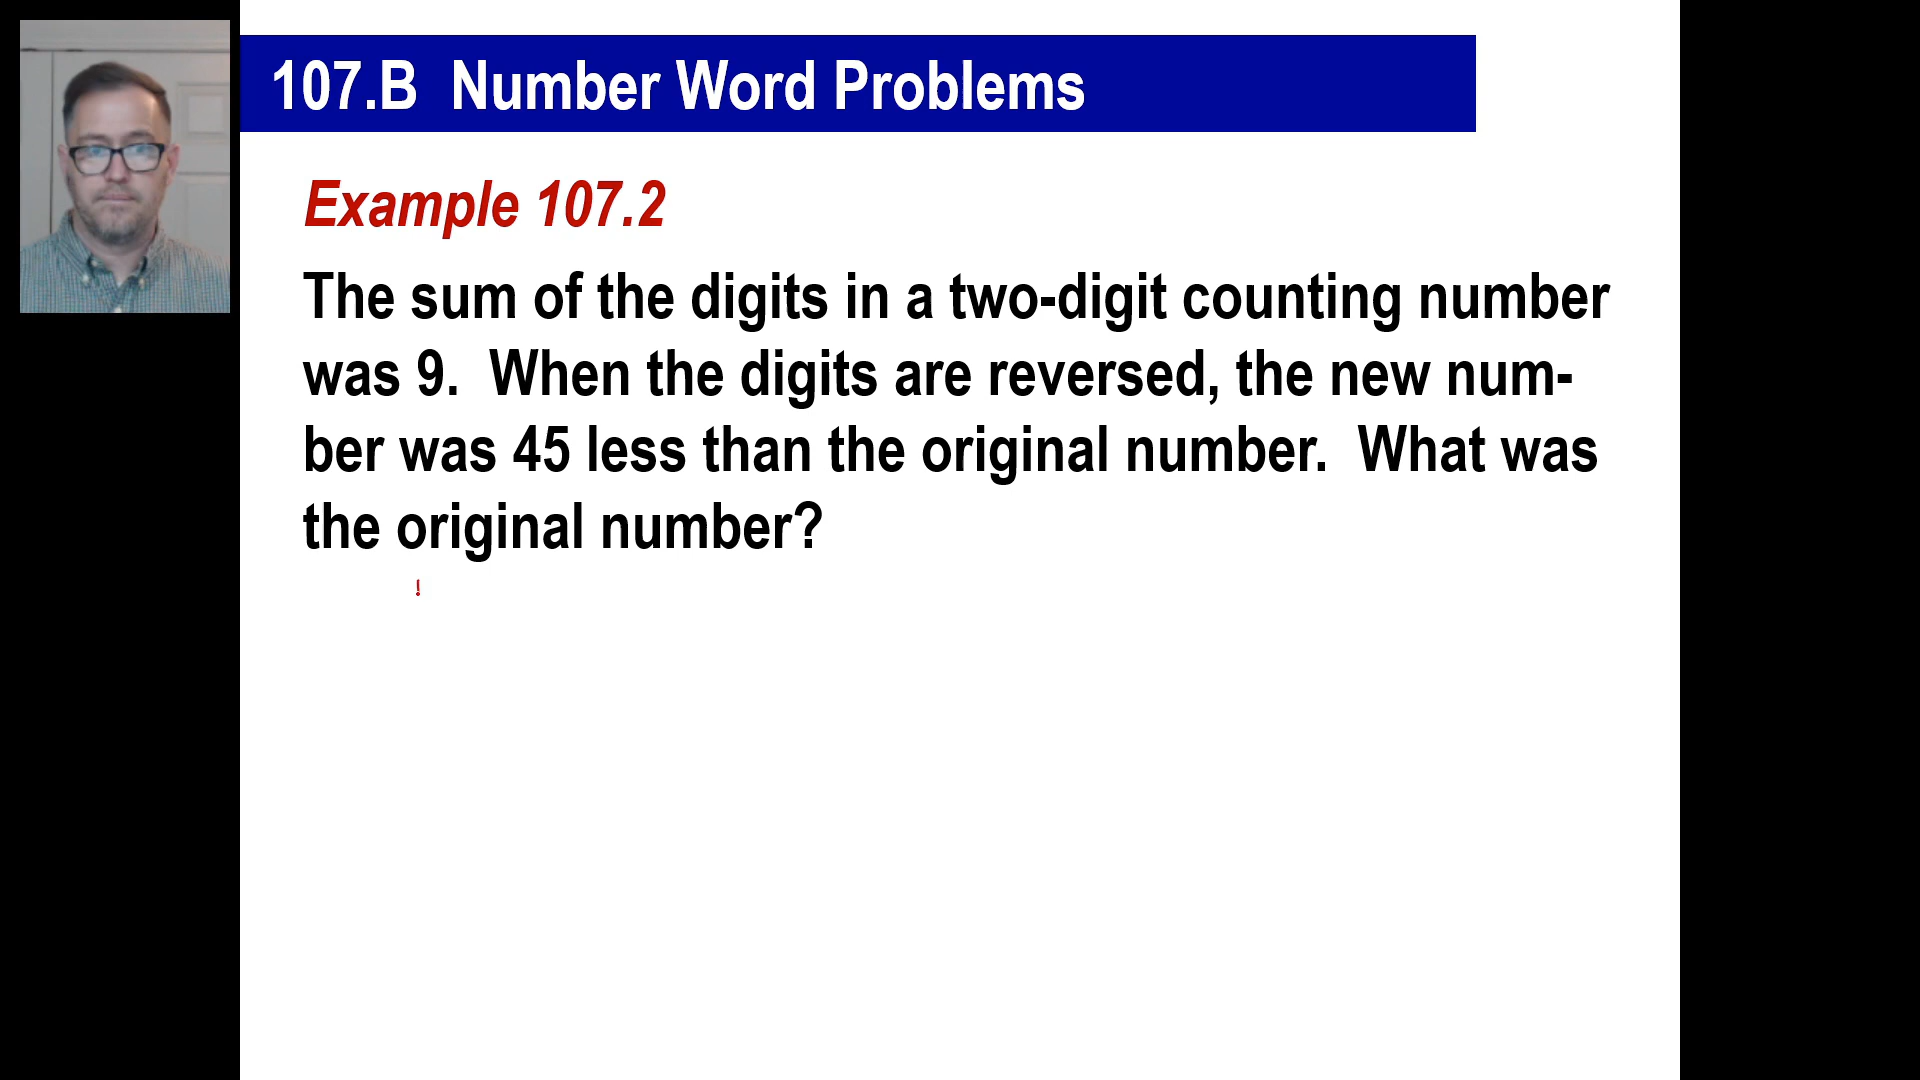 107.B  Number Word Problems
Example 107.2
The sum of the digits in a two-digit counting number
was 9.  When the digits are reversed, the new num-
ber was 45 less than the original number.  What was
the original number?
!